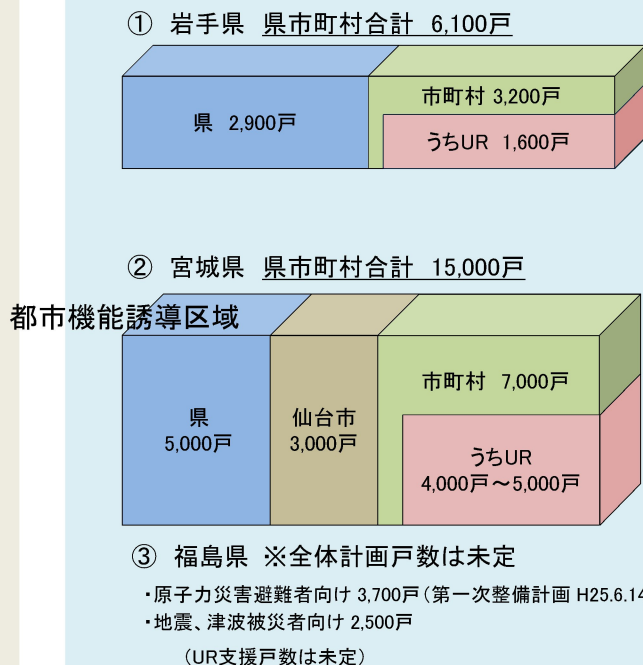 ① 岩手県 県市町村合計 6,100戸
県 2,900戸
市町村 3,200戸
うちUR 1,600戸
② 宮城県 県市町村合計 15,000戸
都市機能誘導区域
県
5,000戸
仙台市
3,000戸
市町村 7,000戸
うちUR
4,000戸～5,000戸
③ 福島県 ※全体計画戸数は未定
・原子力災害避難者向け 3,700戸(第一次整備計画 H25.6.14
・地震、津波被災者向け 2,500戸
(UR支援戸数は未定)